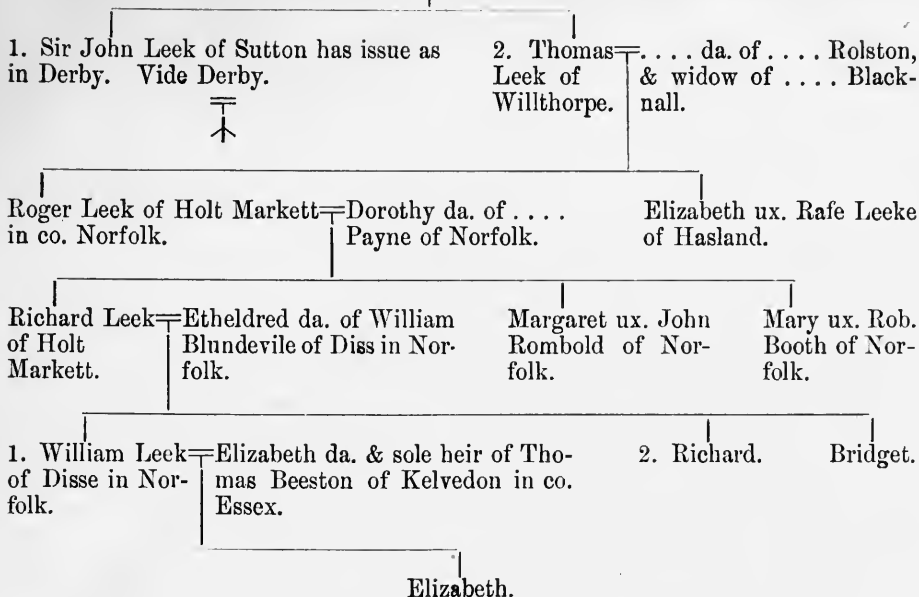 1. Sir John Leek of Sutton has issue as
in Derby. Vide Derby.
2. Thomas
Leek of
Willthorpe.
. . . . da. of . . . . Rolston,
& widow of . . . . Black-
nall.
Roger Leek of Holt Markett
in co. Norfolk.
Dorothy da. of . . . .
Payne of Norfolk.
Elizabeth ux. Rafe Leeke
of Hasland.
Richard Leek
of Holt
Markett.
Etheldred da. of William
Blundevile of Diss in Nor-
folk.
Margaret ux. John
Rombold of Nor-
folk.
Mary ux. Rob.
Booth of Nor-
folk.
1. William Leek
of Disse in Nor-
folk.
Elizabeth da. & sole heir of Tho-
mas Beeston of Kelvedon in co.
Essex.
2. Richard.
Bridget.
Elizabeth.